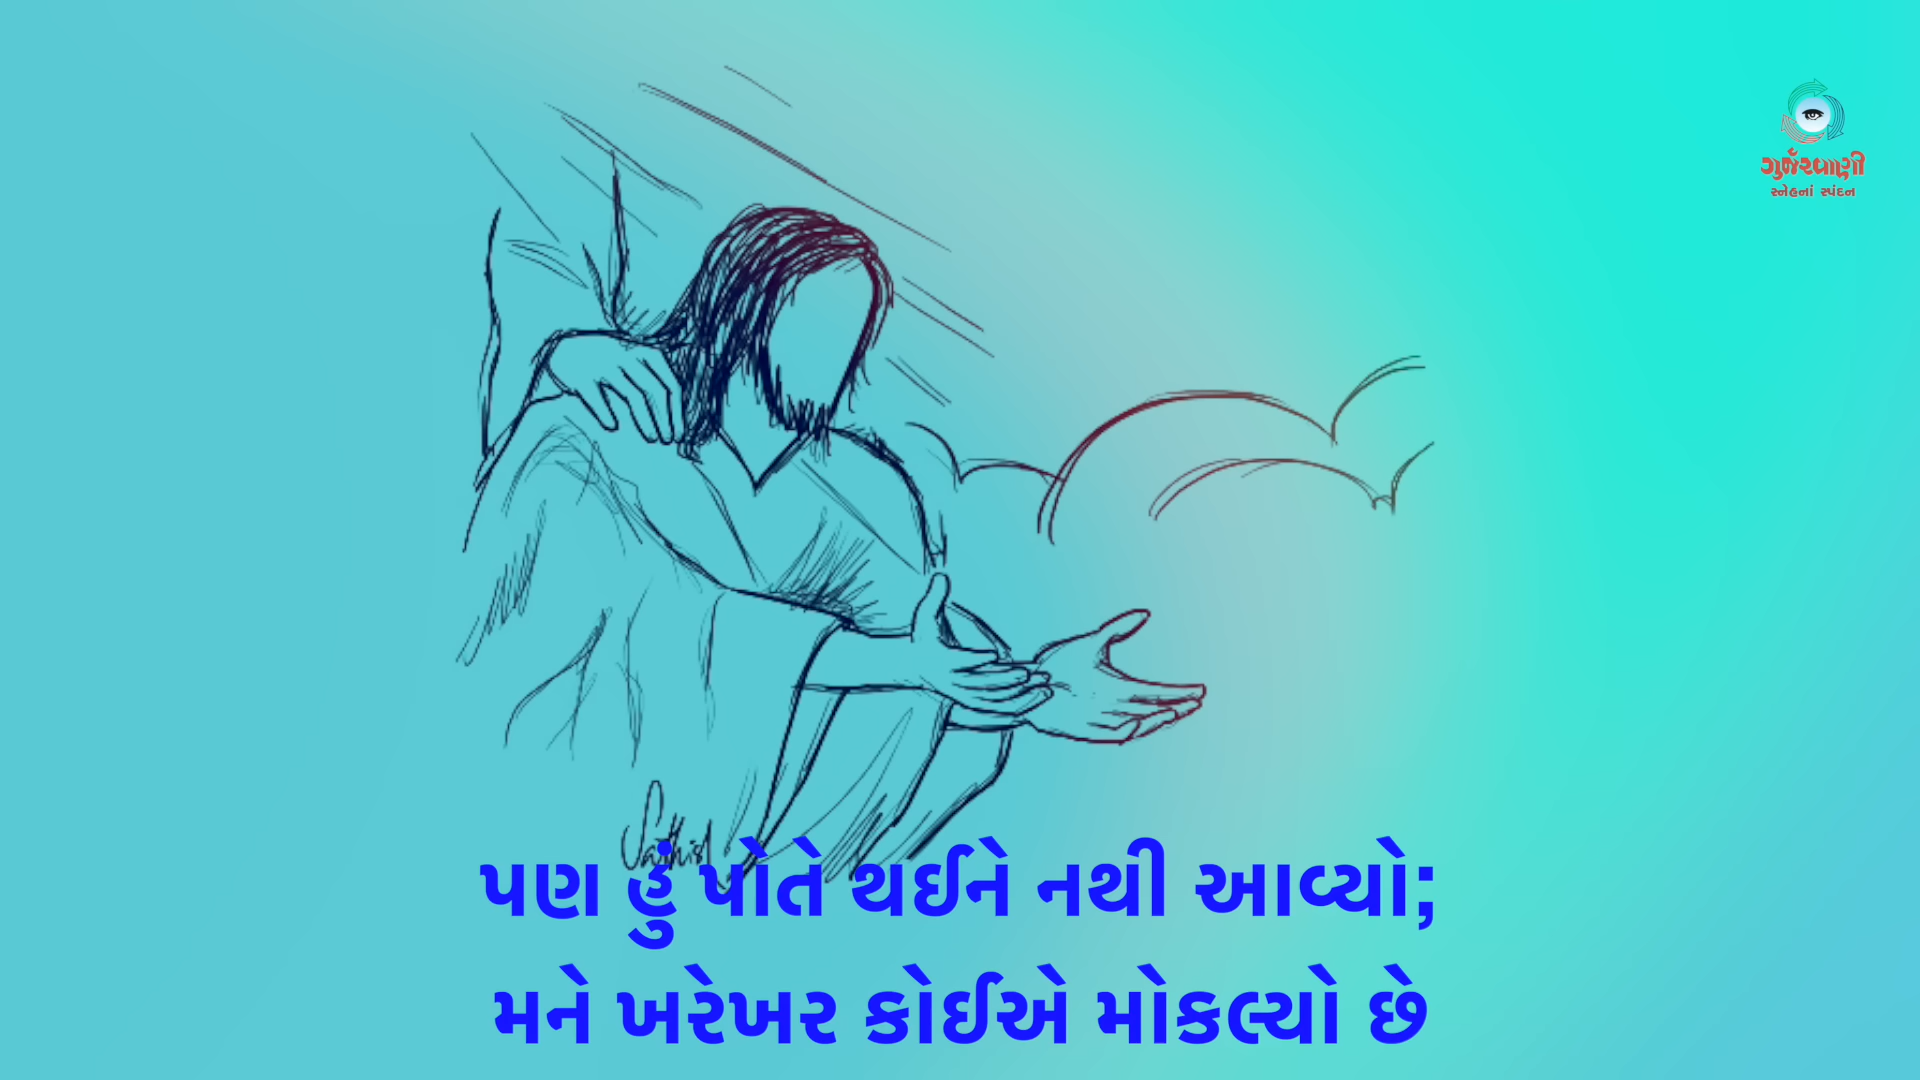 ગુર્જરવાણી
સ્નેહનાં સ્પંદન
પણ હું પોતે થઈને નથી આવ્યો;
મને ખરેખર કોઈએ મોકલ્યો છે